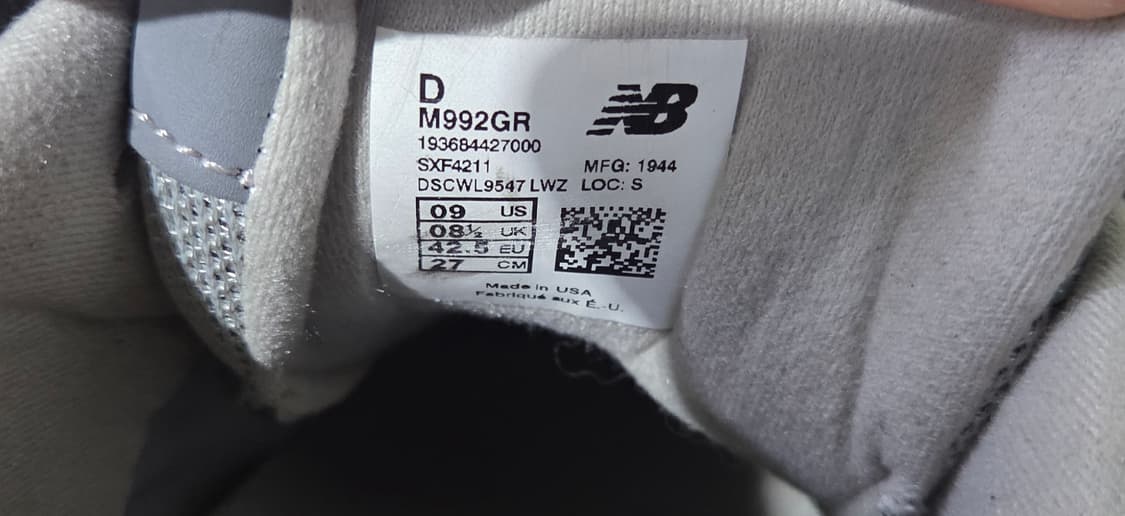 D
NB
M992GR
193684427000
SXF4211 MFG: 1944
DSCWL9547 LWZ LOC: S
09 US
08½ UK
42.5 EU
27 CM
Made in USA
Fabriqué aux É.-U.